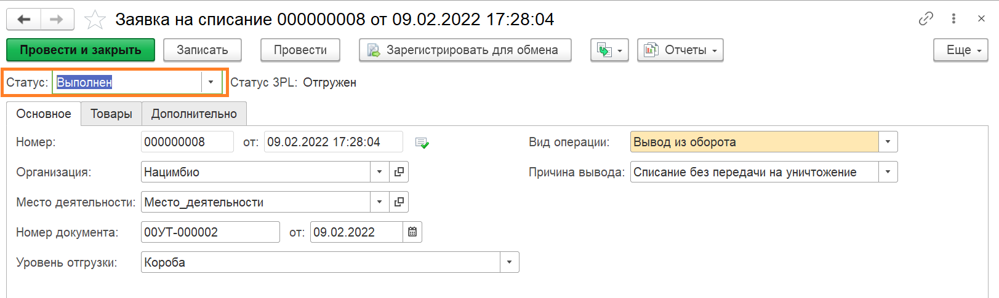 Заявка на списание 000000008 от 09.02.2022 17:28:04
Провести и закрыть Записать Провести Зарегистрировать для обмена Отчеты Еще
Статус: Выполнен Статус 3PL: Отгружен
Основное Товары Дополнительно
Номер: 000000008 от: 09.02.2022 17:28:04 Вид операции: Вывод из оборота
Организация: Нацимбио Причина вывода: Списание без передачи на уничтожение
Место деятельности: Место_деятельности
Номер документа: 00УТ-000002 от: 09.02.2022
Уровень отгрузки: Короба